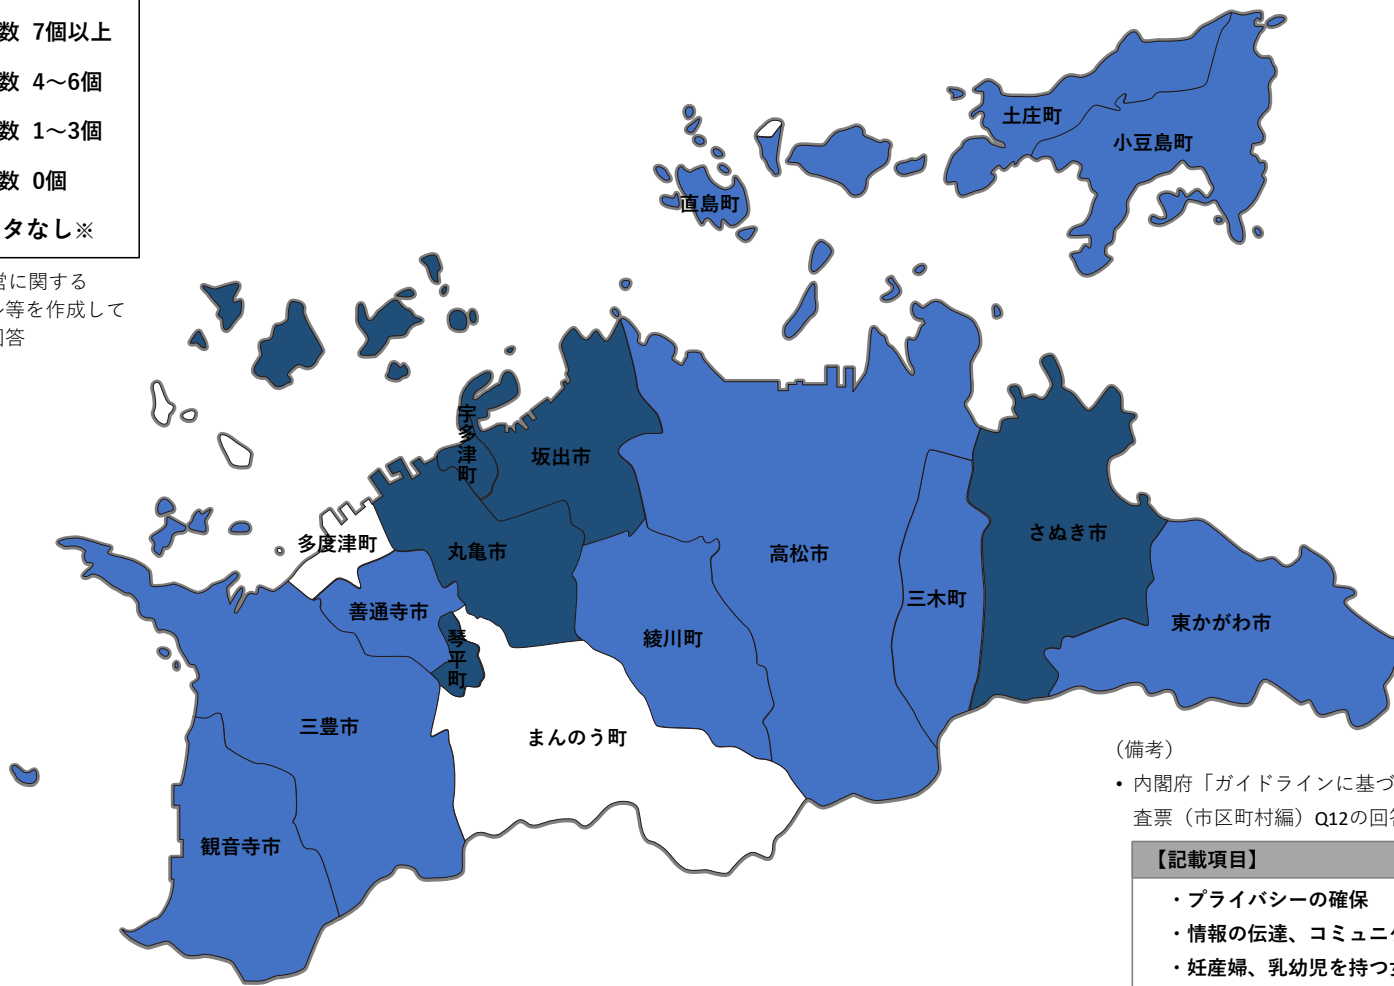 数 7個以上
数 4～6個
数 1～3個
数 0個
タなし※
営に関する
ル等を作成して
回答
土庄町
小豆島町
直島町
宇多津町
坂出市
多度津町
丸亀市
高松市
さぬき市
善通寺市
三木町
琴平町
綾川町
東かがわ市
三豊市
まんのう町
観音寺市
（備考）
• 内閣府「ガイドラインに基づ
査票（市区町村編）Q12の回答
【記載項目】
・プライバシーの確保
・情報の伝達、コミュニケ
・妊産婦、乳幼児を持つ